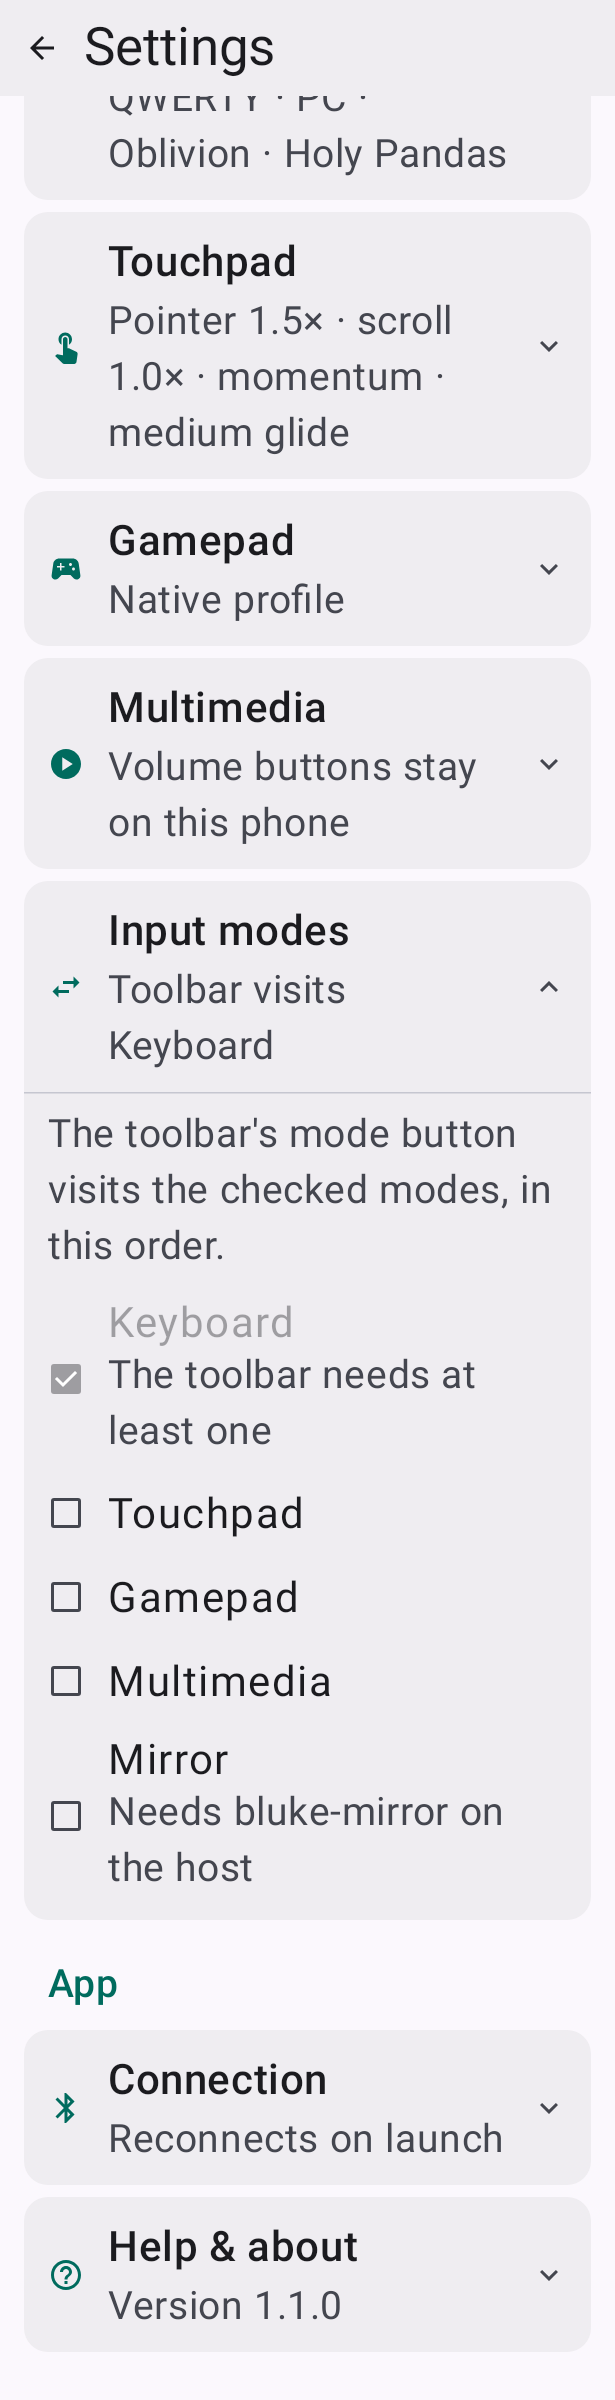 Settings
QWERTY · PC ·
Oblivion · Holy Pandas
Touchpad
Pointer 1.5× · scroll
1.0× · momentum ·
medium glide
Gamepad
Native profile
Multimedia
Volume buttons stay
on this phone
Input modes
Toolbar visits
Keyboard
The toolbar's mode button
visits the checked modes, in
this order.
Keyboard
The toolbar needs at
least one
Touchpad
Gamepad
Multimedia
Mirror
Needs bluke-mirror on
the host
App
Connection
Reconnects on launch
Help & about
Version 1.1.0